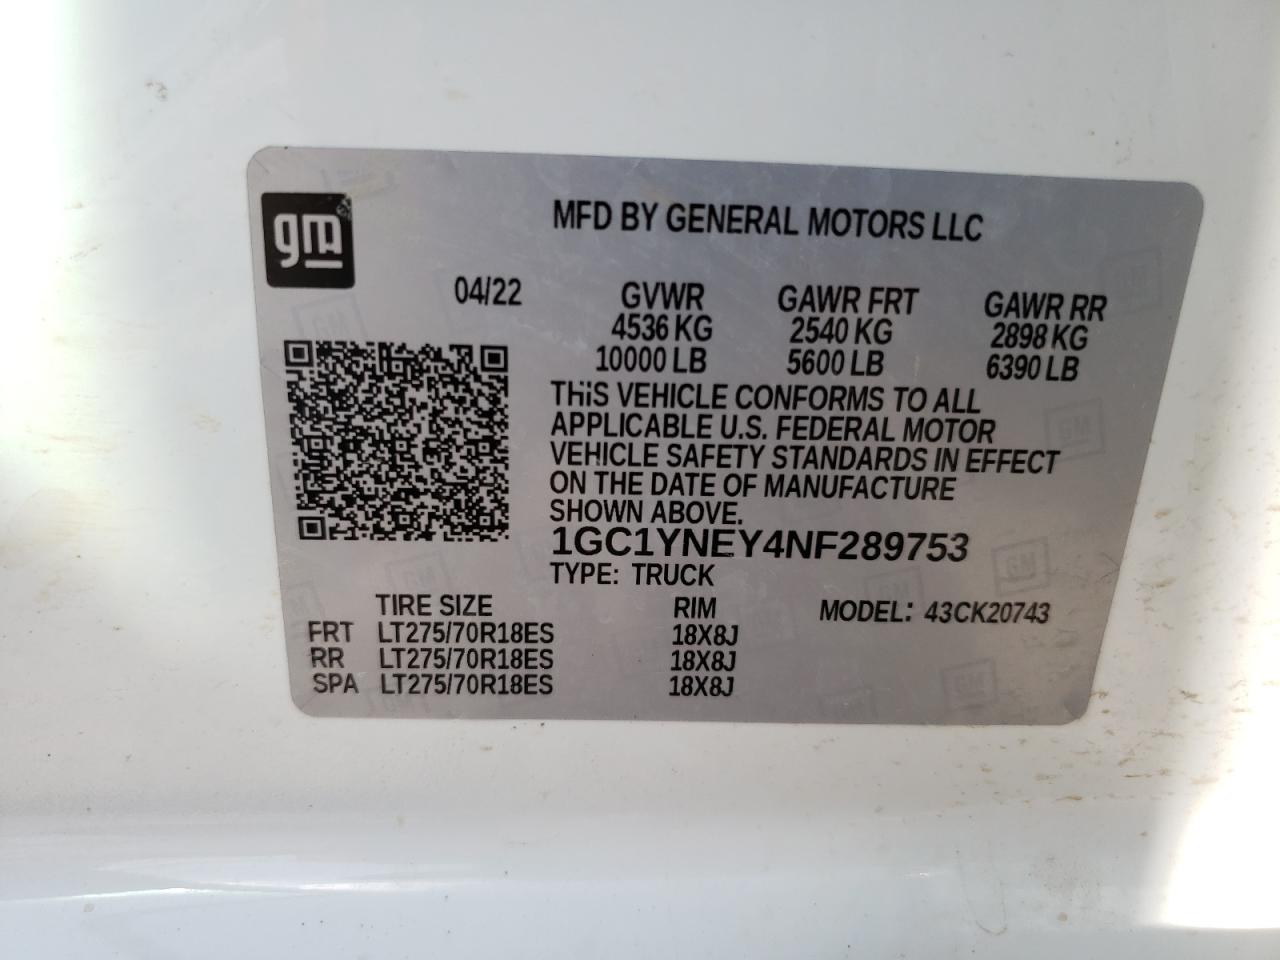 gm
MFD BY GENERAL MOTORS LLC
04/22 GVWR GAWR FRT GAWR RR
4536 KG 2540 KG 2898 KG
10000 LB 5600 LB 6390 LB
THIS VEHICLE CONFORMS TO ALL
APPLICABLE U.S. FEDERAL MOTOR
VEHICLE SAFETY STANDARDS IN EFFECT
ON THE DATE OF MANUFACTURE
SHOWN ABOVE.
1GC1YNEY4NF289753
TYPE: TRUCK
TIRE SIZE RIM MODEL: 43CK20743
FRT LT275/70R18ES 18X8J
RR LT275/70R18ES 18X8J
SPA LT275/70R18ES 18X8J